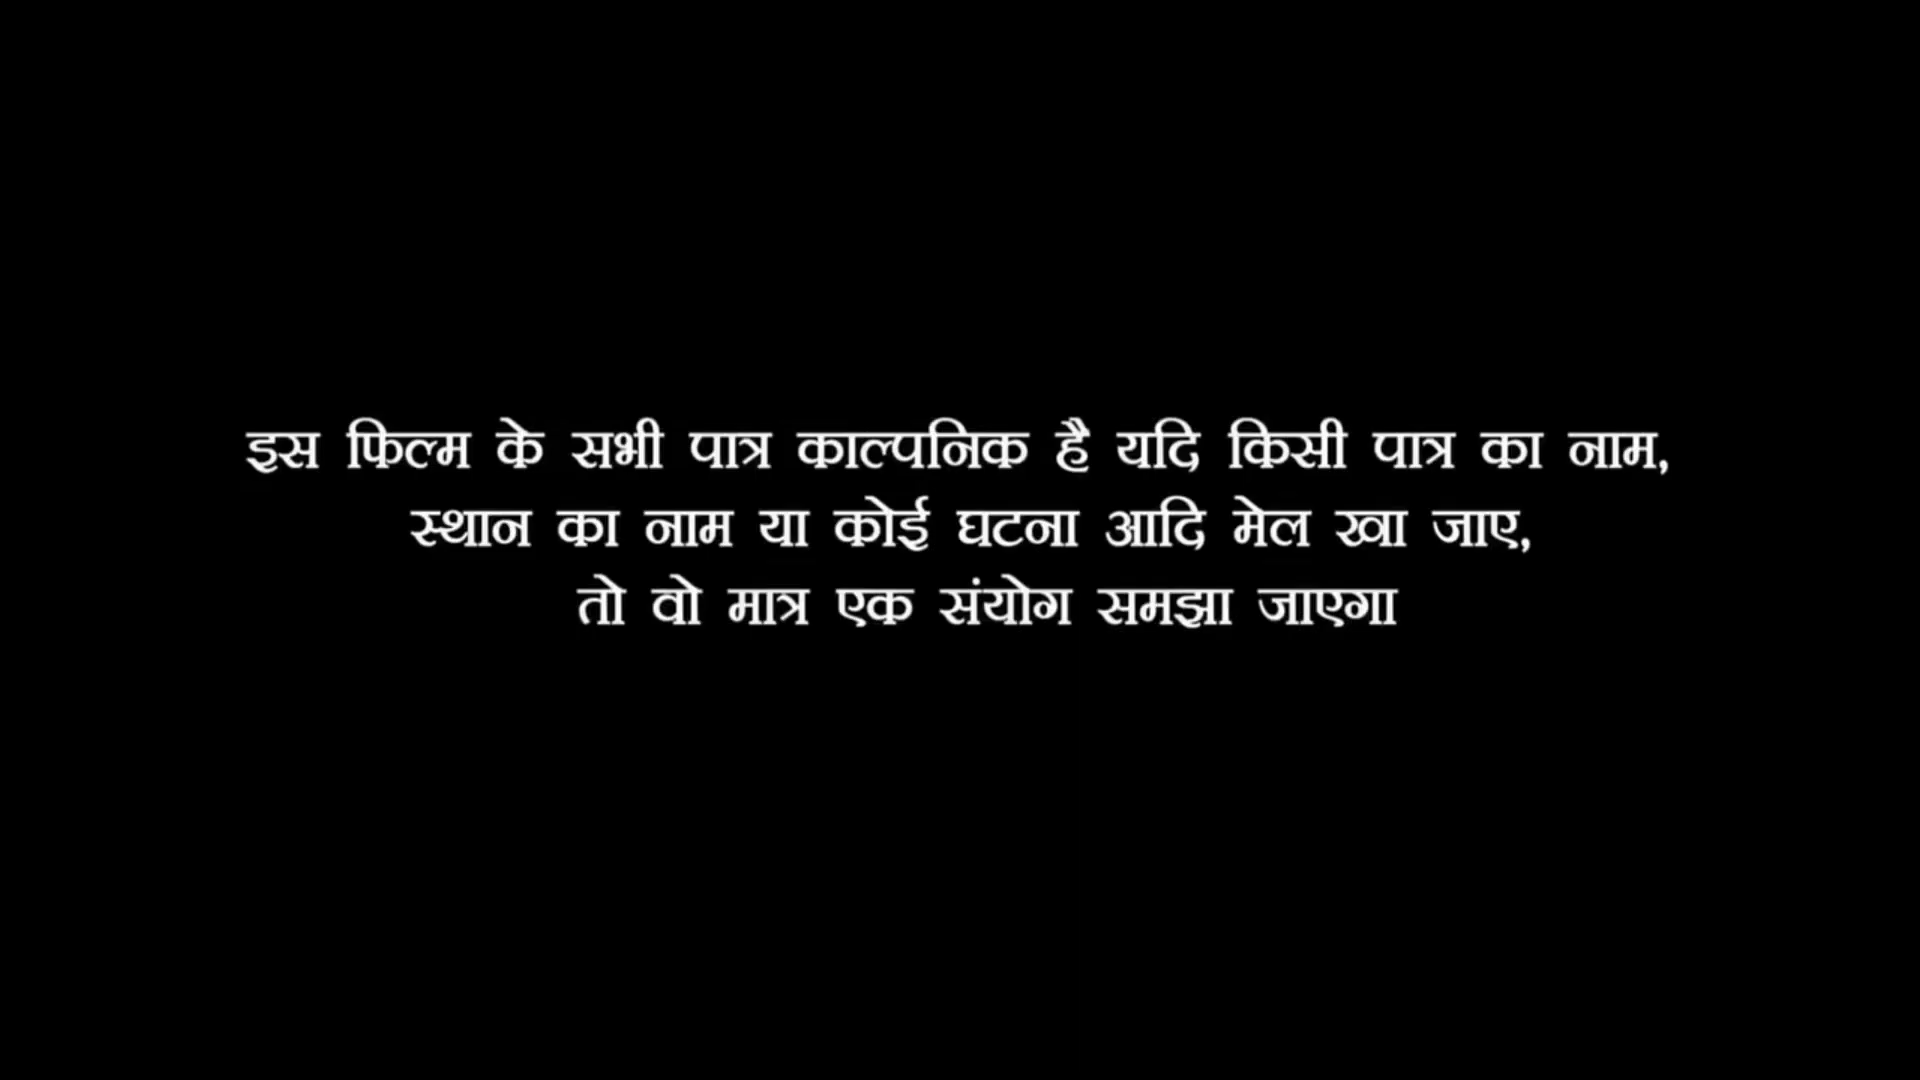 इस फिल्म के सभी पात्र काल्पनिक है यदि किसी पात्र का नाम,
स्थान का नाम या कोई घटना आदि मेल खा जाए,
तो वो मात्र एक संयोग समझा जाएगा